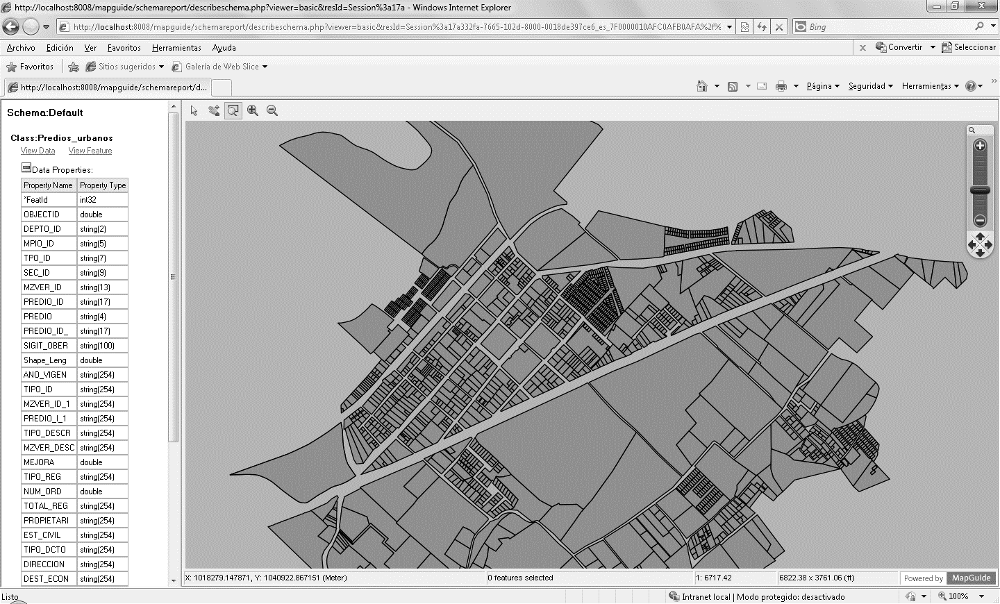 http://localhost:8008/mapguide/schemareport/describeschema.php?viewer=basic&resId=Session%3a17a - Windows Internet Explorer
http://localhost:8008/mapguide/schemareport/describeschema.php?viewer=basic&resId=Session%3a17a332fa-7665-102d-8000-0018de397ce6_es_7F0000010AFC0AFB0AFA%2f%
Bing
Archivo Edición Ver Favoritos Herramientas Ayuda
Convertir Seleccionar
Favoritos Sitios sugeridos Galería de Web Slice
http://localhost:8008/mapguide/schemareport/d...
Página Seguridad Herramientas
Schema:Default
Class:Predios_urbanos
View Data View Feature
Data Properties:
Property Name Property Type
*FeatId int32
OBJECTID double
DEPTO_ID string(2)
MPIO_ID string(5)
TPO_ID string(7)
SEC_ID string(9)
MZVER_ID string(13)
PREDIO_ID string(17)
PREDIO string(4)
PREDIO_ID_ string(17)
SIGIT_OBER string(100)
Shape_Leng double
ANO_VIGEN string(254)
TIPO_ID string(254)
MZVER_ID_1 string(254)
PREDIO_I_1 string(254)
TIPO_DESCR string(254)
MZVER_DESC string(254)
MEJORA double
TIPO_REG string(254)
NUM_ORD double
TOTAL_REG string(254)
PROPIETARI string(254)
EST_CIVIL string(254)
TIPO_DCTO string(254)
DIRECCION string(254)
DEST_ECON string(254)
X: 1018279.147871, Y: 1040922.867151 (Meter) 0 features selected 1: 6717.42 6822.38 x 3761.06 (ft) Powered by MapGuide
Listo Intranet local | Modo protegido: desactivado 100%